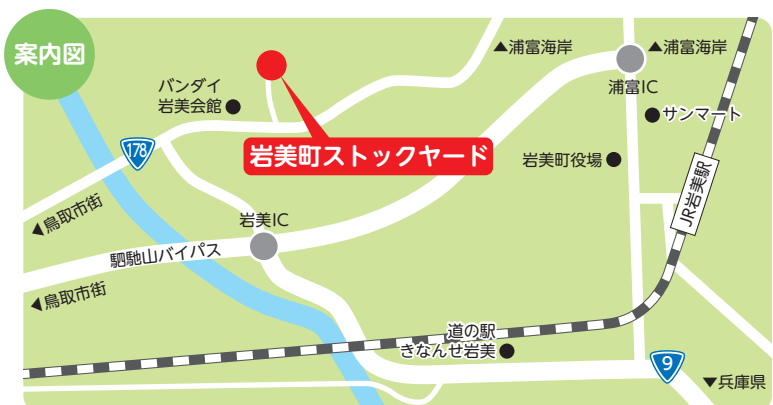 案内図
▲浦富海岸
▲浦富海岸
浦富IC
バンダイ
岩美会館●
●サンマート
178
岩美町ストックヤード
岩美町役場●
JR岩美駅
▲鳥取市街
岩美IC
駟馳山バイパス
▲鳥取市街
道の駅
きなんせ岩美●
9
▼兵庫県